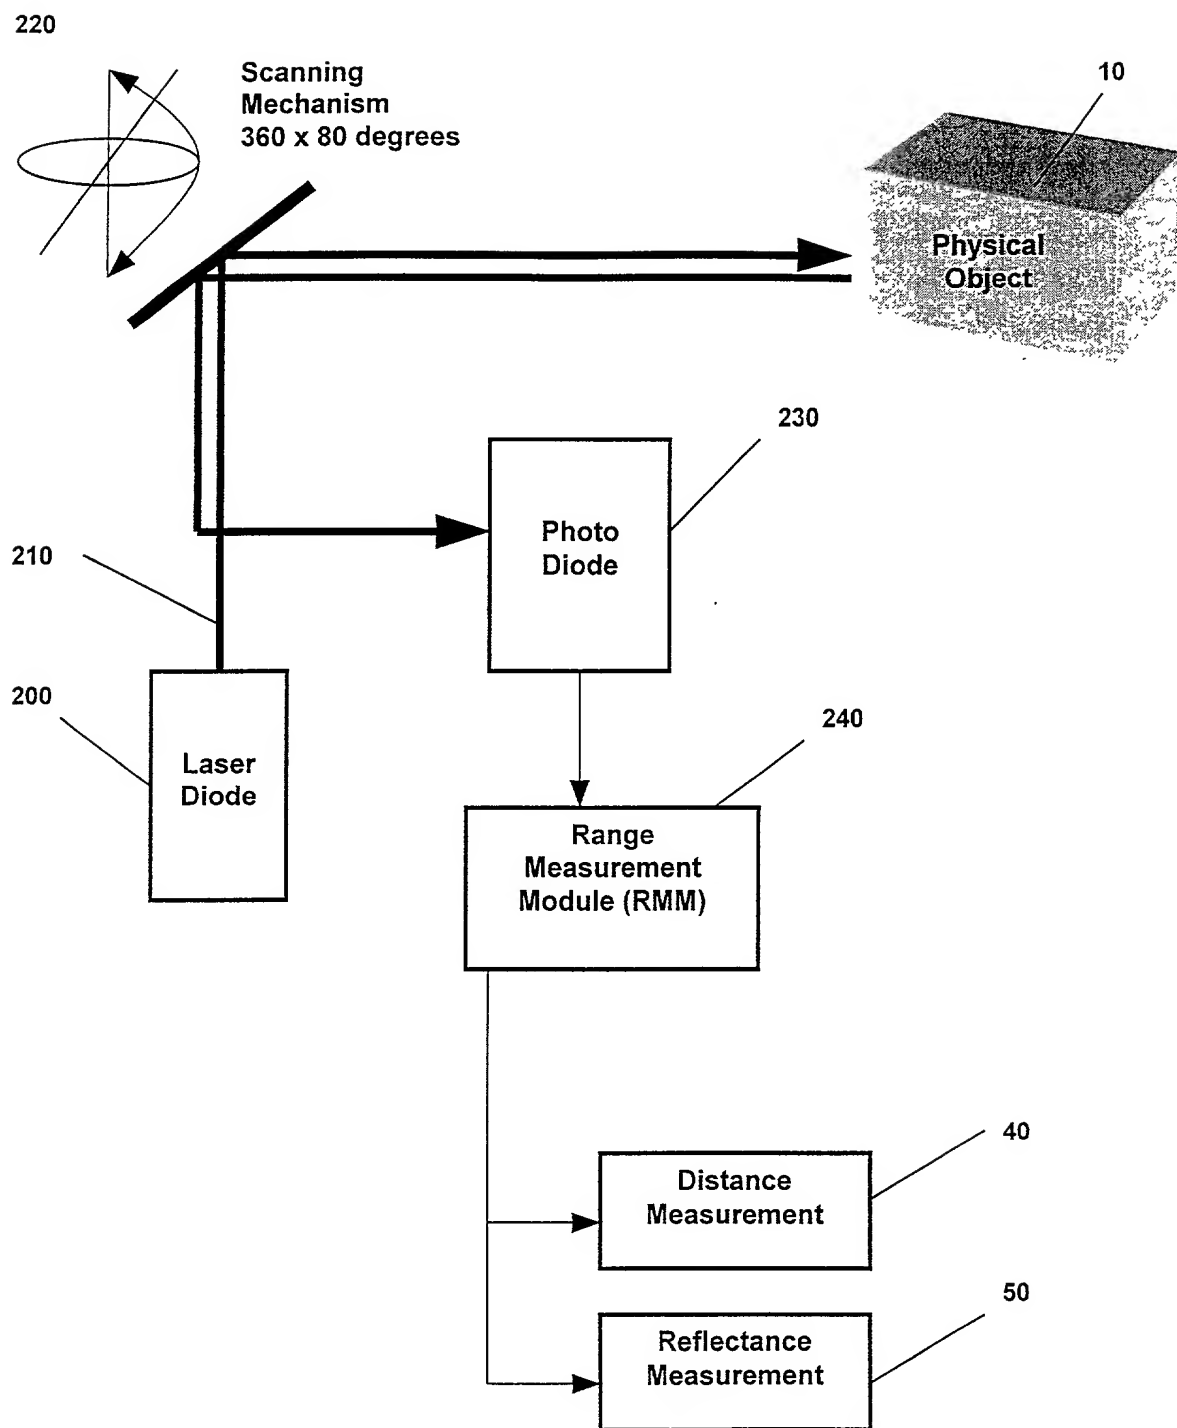 220
Scanning
Mechanism
360 x 80 degrees
10
Physical
Object
230
Photo
Diode
210
200
Laser
Diode
240
Range
Measurement
Module (RMM)
40
Distance
Measurement
50
Reflectance
Measurement